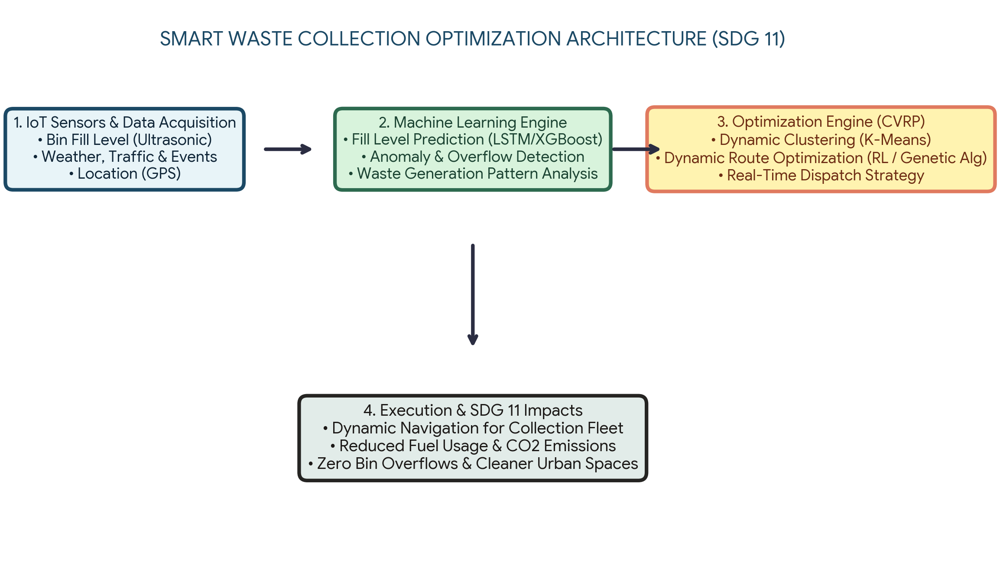 SMART WASTE COLLECTION OPTIMIZATION ARCHITECTURE (SDG 11)
1. IoT Sensors & Data Acquisition
• Bin Fill Level (Ultrasonic)
• Weather, Traffic & Events
• Location (GPS)
2. Machine Learning Engine
• Fill Level Prediction (LSTM/XGBoost)
• Anomaly & Overflow Detection
• Waste Generation Pattern Analysis
3. Optimization Engine (CVRP)
• Dynamic Clustering (K-Means)
• Dynamic Route Optimization (RL / Genetic Alg)
• Real-Time Dispatch Strategy
4. Execution & SDG 11 Impacts
• Dynamic Navigation for Collection Fleet
• Reduced Fuel Usage & CO2 Emissions
• Zero Bin Overflows & Cleaner Urban Spaces